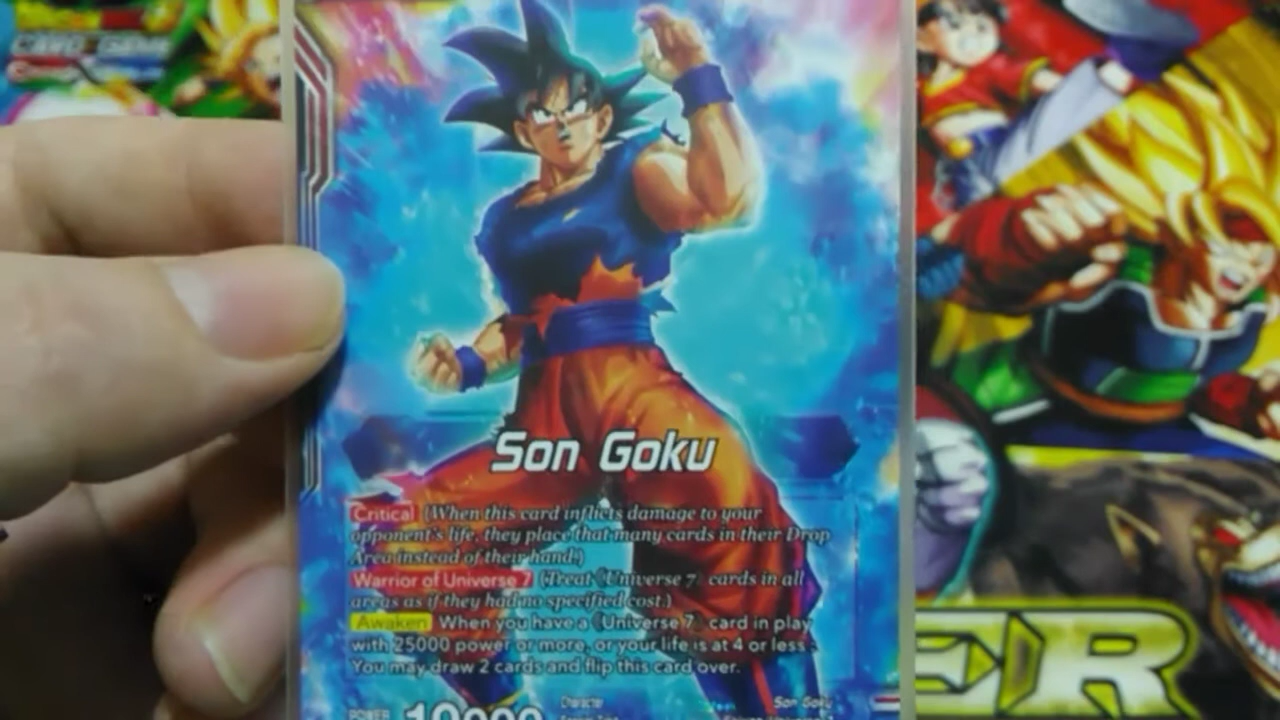 CARD GAME
Son Goku
Critical (When this card inflicts damage to your
opponent's life, they place that many cards in their Drop
Area instead of their hand.)
Warrior of Universe 7 (Treat 《Universe 7》 cards in all
areas as if they had no specified cost.)
Awaken When you have a 《Universe 7》 card in play
with 25000 power or more, or your life is at 4 or less :
You may draw 2 cards and flip this card over.
POWER 10000
Character
Son Goku
ER